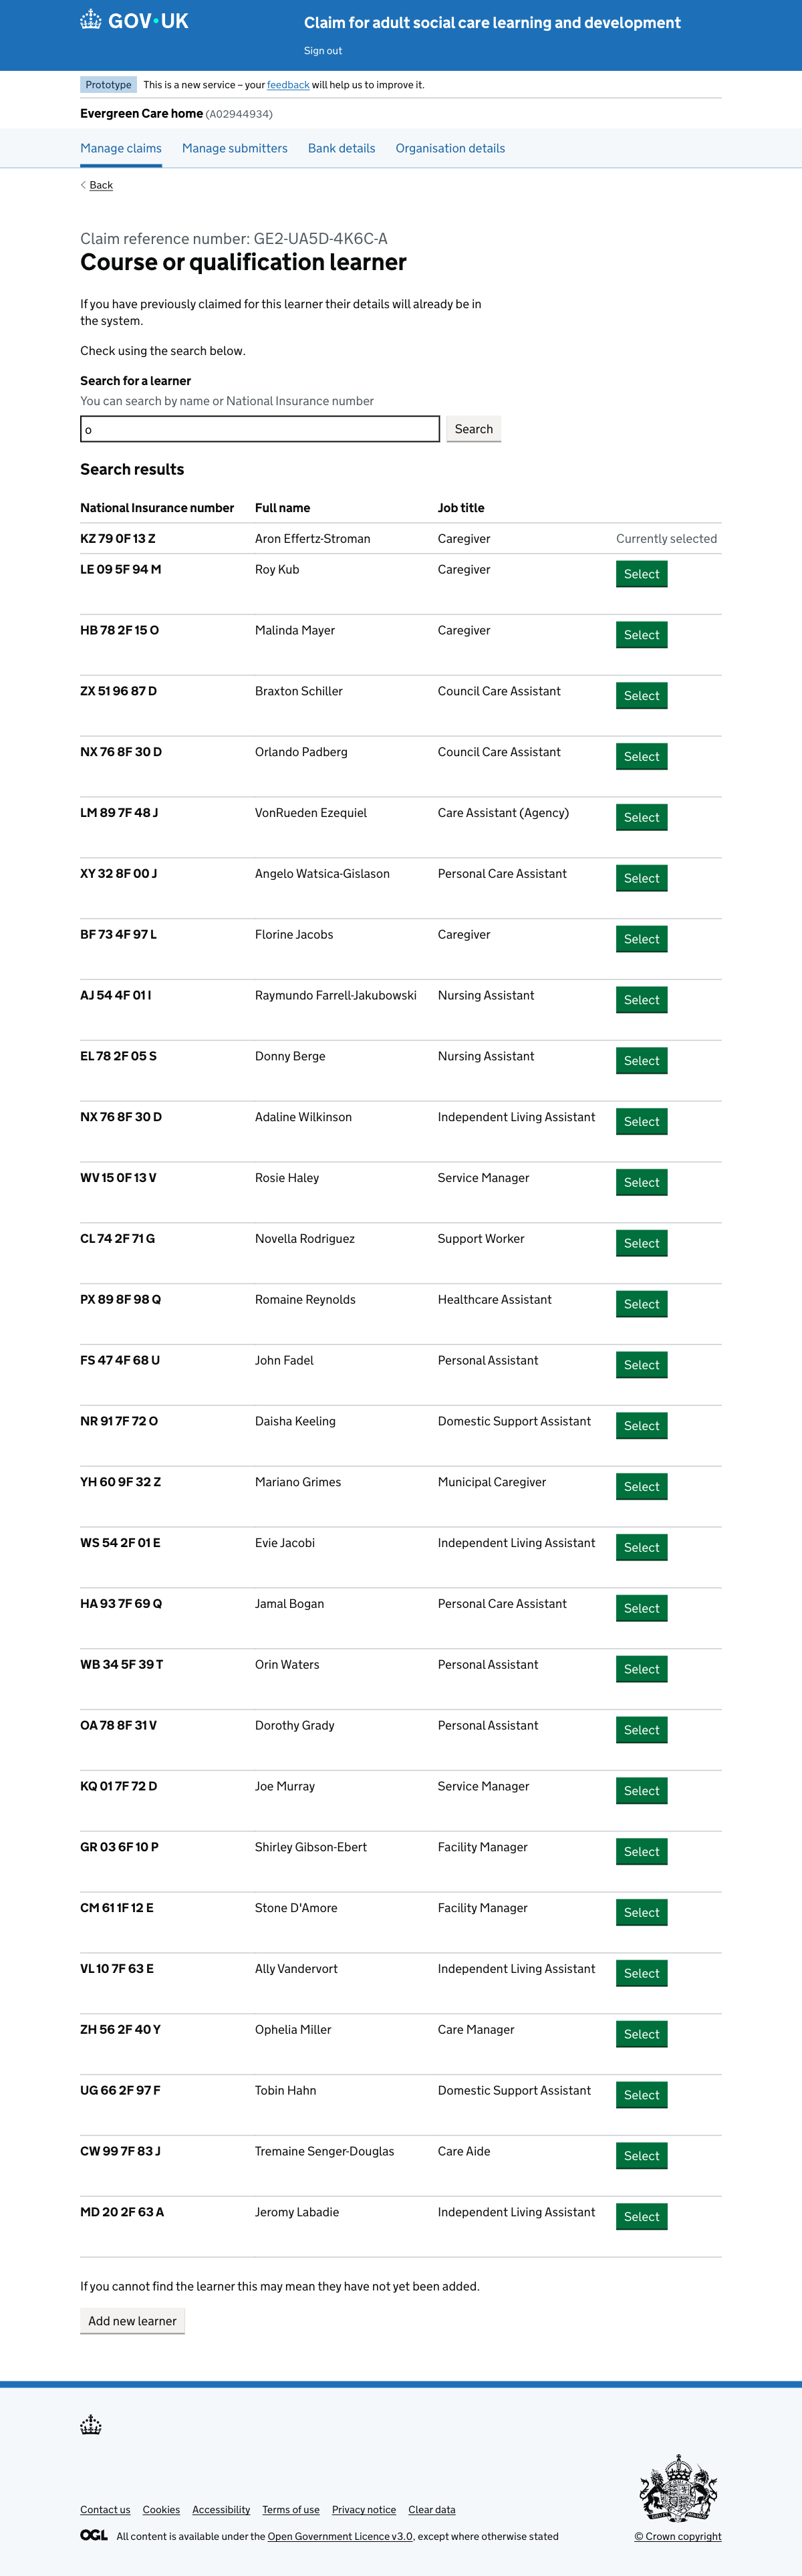 GOV·UK
Claim for adult social care learning and development
Sign out
Prototype This is a new service – your feedback will help us to improve it.
Evergreen Care home (A02944934)
Manage claims Manage submitters Bank details Organisation details
Back
Claim reference number: GE2-UA5D-4K6C-A
Course or qualification learner
If you have previously claimed for this learner their details will already be in
the system.
Check using the search below.
Search for a learner
You can search by name or National Insurance number
o Search
Search results
National Insurance number Full name Job title
KZ 79 0F 13 Z Aron Effertz-Stroman Caregiver Currently selected
LE 09 5F 94 M Roy Kub Caregiver Select
HB 78 2F 15 O Malinda Mayer Caregiver Select
ZX 51 96 87 D Braxton Schiller Council Care Assistant Select
NX 76 8F 30 D Orlando Padberg Council Care Assistant Select
LM 89 7F 48 J VonRueden Ezequiel Care Assistant (Agency) Select
XY 32 8F 00 J Angelo Watsica-Gislason Personal Care Assistant Select
BF 73 4F 97 L Florine Jacobs Caregiver Select
AJ 54 4F 01 I Raymundo Farrell-Jakubowski Nursing Assistant Select
EL 78 2F 05 S Donny Berge Nursing Assistant Select
NX 76 8F 30 D Adaline Wilkinson Independent Living Assistant Select
WV 15 0F 13 V Rosie Haley Service Manager Select
CL 74 2F 71 G Novella Rodriguez Support Worker Select
PX 89 8F 98 Q Romaine Reynolds Healthcare Assistant Select
FS 47 4F 68 U John Fadel Personal Assistant Select
NR 91 7F 72 O Daisha Keeling Domestic Support Assistant Select
YH 60 9F 32 Z Mariano Grimes Municipal Caregiver Select
WS 54 2F 01 E Evie Jacobi Independent Living Assistant Select
HA 93 7F 69 Q Jamal Bogan Personal Care Assistant Select
WB 34 5F 39 T Orin Waters Personal Assistant Select
OA 78 8F 31 V Dorothy Grady Personal Assistant Select
KQ 01 7F 72 D Joe Murray Service Manager Select
GR 03 6F 10 P Shirley Gibson-Ebert Facility Manager Select
CM 61 1F 12 E Stone D'Amore Facility Manager Select
VL 10 7F 63 E Ally Vandervort Independent Living Assistant Select
ZH 56 2F 40 Y Ophelia Miller Care Manager Select
UG 66 2F 97 F Tobin Hahn Domestic Support Assistant Select
CW 99 7F 83 J Tremaine Senger-Douglas Care Aide Select
MD 20 2F 63 A Jeromy Labadie Independent Living Assistant Select
If you cannot find the learner this may mean they have not yet been added.
Add new learner
Contact us Cookies Accessibility Terms of use Privacy notice Clear data
OGL All content is available under the Open Government Licence v3.0, except where otherwise stated
© Crown copyright